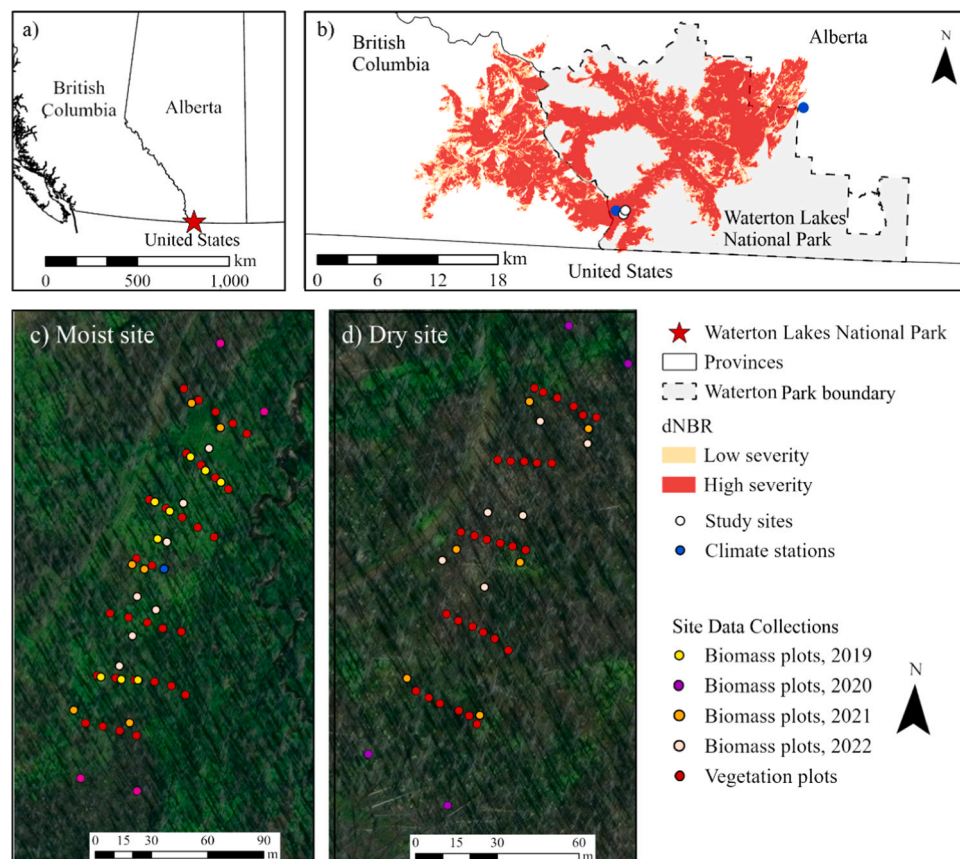 a)
British
Columbia
Alberta
United States
km
0 500 1,000
b)
British
Columbia
Alberta
N
Waterton Lakes
National Park
United States
km
0 6 12 18
c) Moist site
0 15 30 60 90
m
d) Dry site
0 15 30 60
m
Waterton Lakes National Park
Provinces
Waterton Park boundary
dNBR
Low severity
High severity
Study sites
Climate stations
Site Data Collections
Biomass plots, 2019
Biomass plots, 2020
Biomass plots, 2021
Biomass plots, 2022
Vegetation plots
N